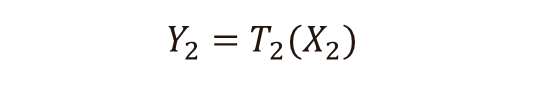 Y₂ = T₂(X₂)